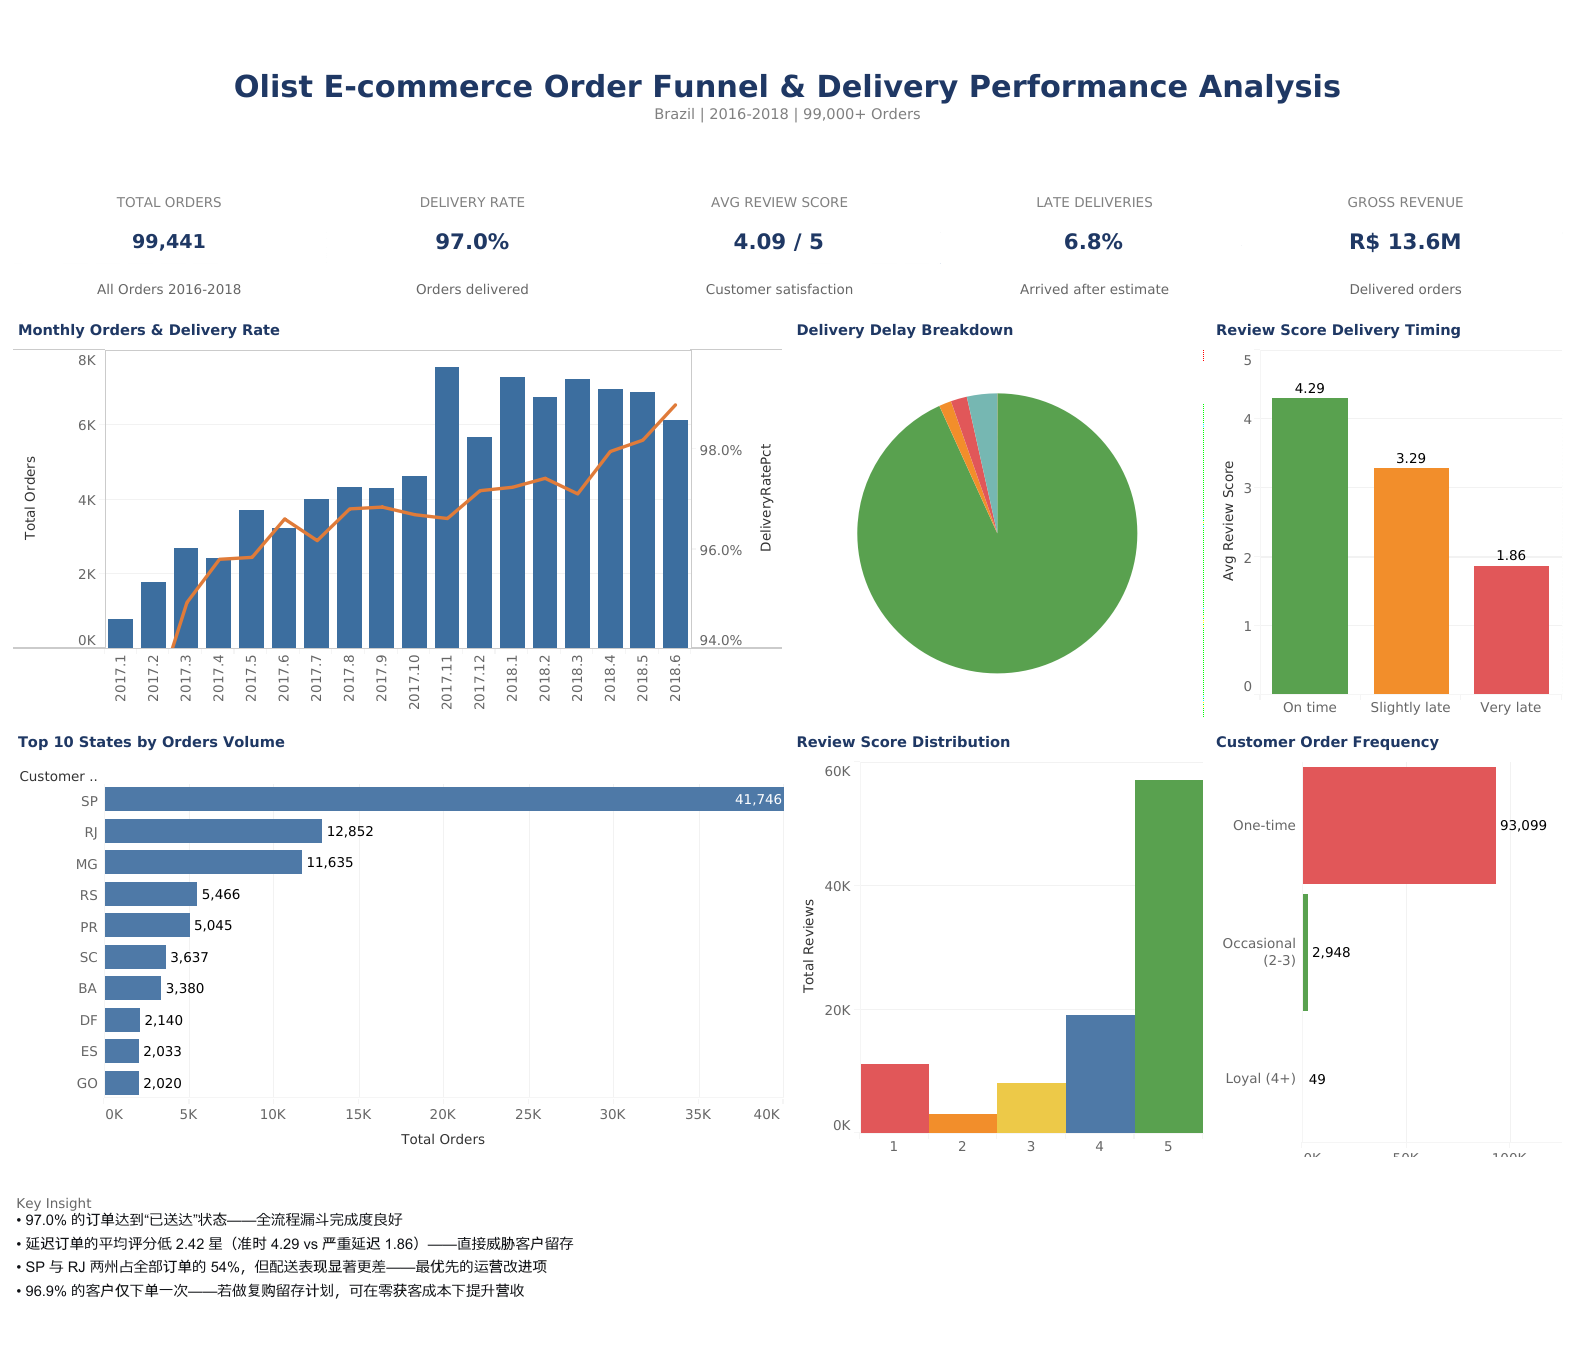 Olist E-commerce Order Funnel & Delivery Performance Analysis
Brazil | 2016-2018 | 99,000+ Orders
TOTAL ORDERS
99,441
All Orders 2016-2018
DELIVERY RATE
97.0%
Orders delivered
AVG REVIEW SCORE
4.09 / 5
Customer satisfaction
LATE DELIVERIES
6.8%
Arrived after estimate
GROSS REVENUE
R$ 13.6M
Delivered orders
Monthly Orders & Delivery Rate
Total Orders
8K
6K
4K
2K
0K
98.0%
96.0%
94.0%
DeliveryRatePct
2017.1
2017.2
2017.3
2017.4
2017.5
2017.6
2017.7
2017.8
2017.9
2017.10
2017.11
2017.12
2018.1
2018.2
2018.3
2018.4
2018.5
2018.6
Delivery Delay Breakdown
Review Score Delivery Timing
Avg Review Score
5
4
3
2
1
0
4.29
3.29
1.86
On time
Slightly late
Very late
Top 10 States by Orders Volume
Customer ..
SP 41,746
RJ 12,852
MG 11,635
RS 5,466
PR 5,045
SC 3,637
BA 3,380
DF 2,140
ES 2,033
GO 2,020
0K 5K 10K 15K 20K 25K 30K 35K 40K
Total Orders
Review Score Distribution
Total Reviews
60K
40K
20K
0K
1 2 3 4 5
Customer Order Frequency
One-time 93,099
Occasional
(2-3) 2,948
Loyal (4+) 49
0K 50K 100K
Key Insight
• 97.0% 的订单达到“已送达”状态——全流程漏斗完成度良好
• 延迟订单的平均评分低 2.42 星（准时 4.29 vs 严重延迟 1.86）——直接威胁客户留存
• SP 与 RJ 两州占全部订单的 54%，但配送表现显著更差——最优先的运营改进项
• 96.9% 的客户仅下单一次——若做复购留存计划，可在零获客成本下提升营收